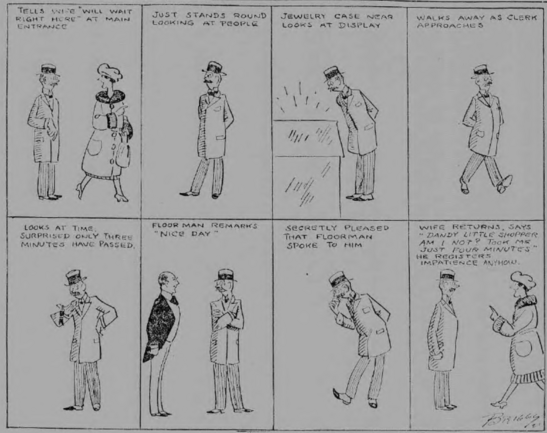 TELLS WIFE "WILL WAIT
RIGHT HERE" AT MAIN
ENTRANCE
JUST STANDS ROUND
LOOKING AT PEOPLE
JEWELRY CASE NEAR
LOOKS AT DISPLAY
WALKS AWAY AS CLERK
APPROACHES
LOOKS AT TIME,
SURPRISED ONLY THREE
MINUTES HAVE PASSED.
FLOOR MAN REMARKS
"NICE DAY"
SECRETLY PLEASED
THAT FLOORMAN
SPOKE TO HIM
WIFE RETURNS, SAYS
"DANDY LITTLE SHOPPER
AM I NOT? TOOK ME
JUST FOUR MINUTES"
HE REGISTERS
IMPATIENCE ANYHOW.